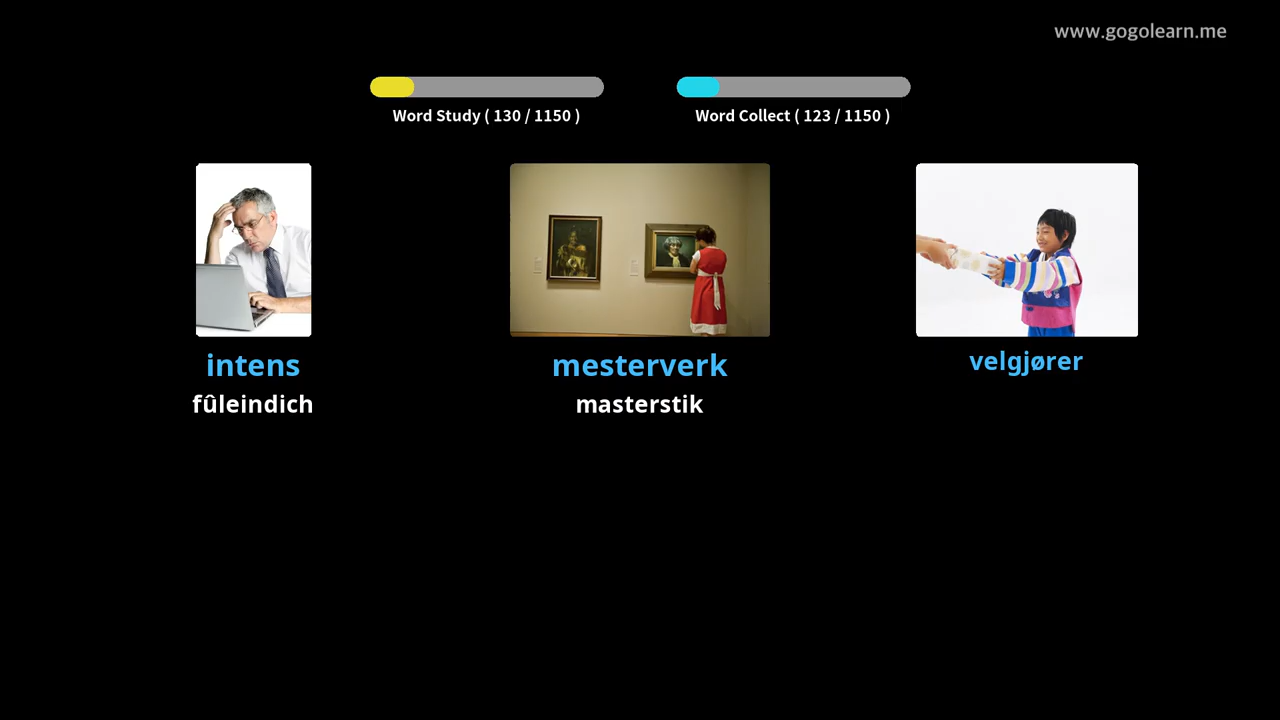 www.gogolearn.me
Word Study ( 130 / 1150 )
Word Collect ( 123 / 1150 )
intens
mesterverk
velgjører
fûleindich
masterstik